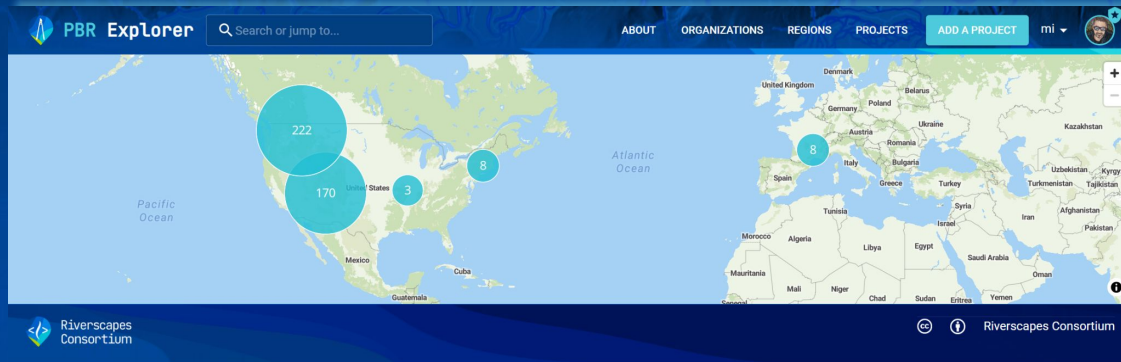 PBR Explorer
Search or jump to...
ABOUT
ORGANIZATIONS
REGIONS
PROJECTS
ADD A PROJECT
mi
222
170
3
8
8
United States
Mexico
Guatemala
Cuba
Pacific
Ocean
Atlantic
Ocean
United Kingdom
Denmark
Germany
Poland
Belarus
Ukraine
Kazakhstan
Austria
Romania
Italy
Bulgaria
Spain
Greece
Turkey
Uzbekistan
Kyrgy
Turkmenistan
Tajikistan
Tunisia
Syria
Israel
Iran
Afghanistan
Pakistan
Morocco
Algeria
Libya
Egypt
Saudi Arabia
Oman
Mauritania
Mali
Niger
Chad
Sudan
Eritrea
Yemen
Senegal
Riverscapes
Consortium
cc
Riverscapes Consortium